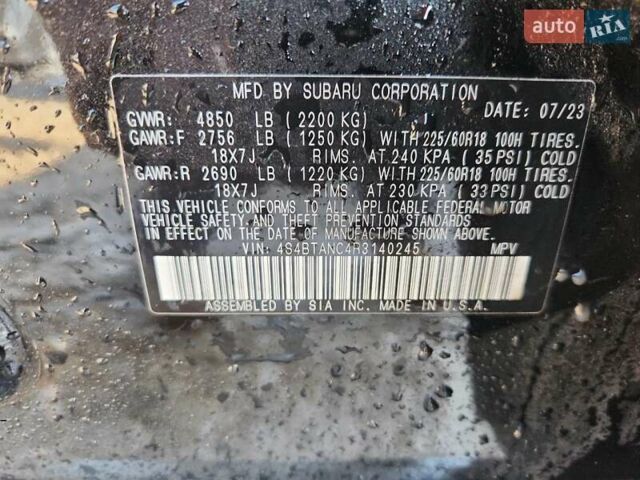 auto RIA.com
MFD BY SUBARU CORPORATION
GVWR: 4850 LB (2200 KG) DATE: 07/23
GAWR:F 2756 LB (1250 KG) WITH 225/60R18 100H TIRES.
18X7J RIMS. AT 240 KPA (35 PSI) COLD
GAWR:R 2690 LB (1220 KG) WITH 225/60R18 100H TIRES.
18X7J RIMS. AT 230 KPA (33 PSI) COLD
THIS VEHICLE CONFORMS TO ALL APPLICABLE FEDERAL MOTOR
VEHICLE SAFETY AND THEFT PREVENTION STANDARDS
IN EFFECT ON THE DATE OF MANUFACTURE SHOWN ABOVE.
VIN: 4S4BTANC4R3140245 MPV
ASSEMBLED BY SIA INC. MADE IN U.S.A.